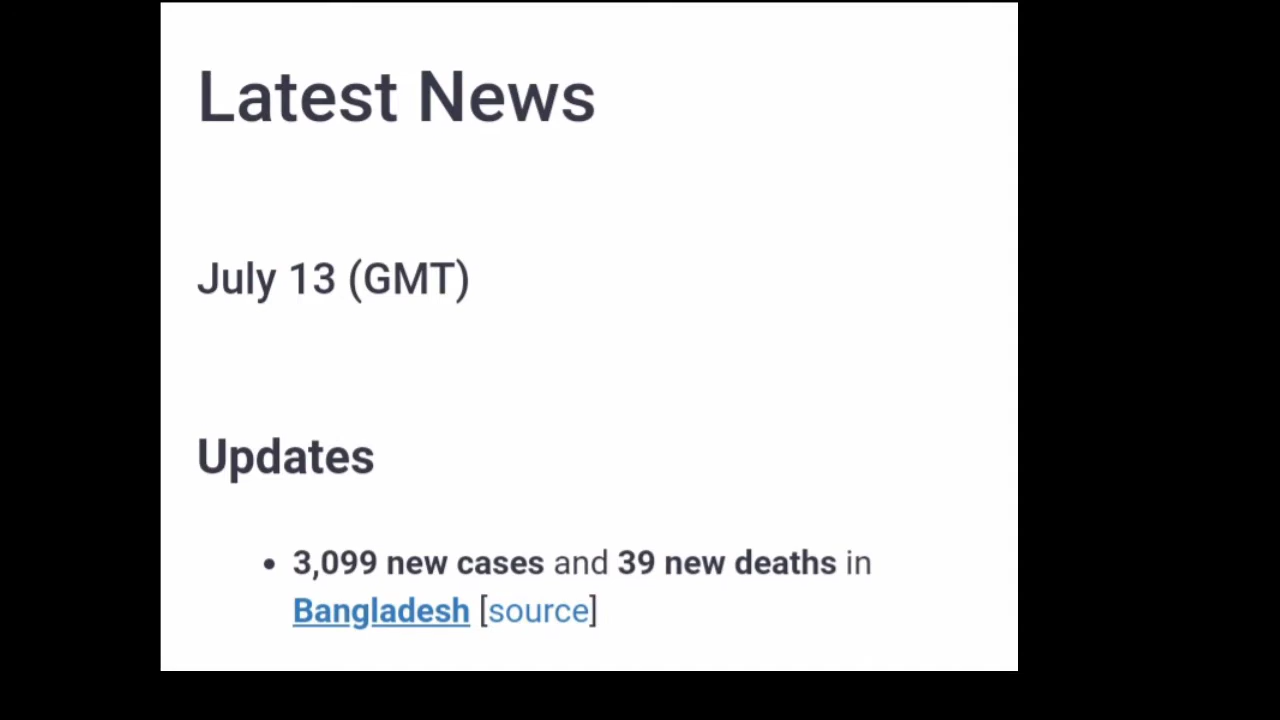 Latest News
July 13 (GMT)
Updates
• 3,099 new cases and 39 new deaths in
Bangladesh [source]